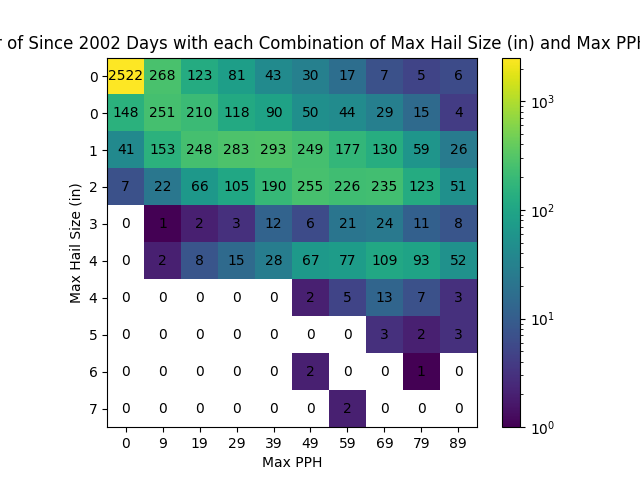 of Since 2002 Days with each Combination of Max Hail Size (in) and Max PPH
0 2522 268 123 81 43 30 17 7 5 6
0 148 251 210 118 90 50 44 29 15 4
1 41 153 248 283 293 249 177 130 59 26
2 7 22 66 105 190 255 226 235 123 51
3 0 1 2 3 12 6 21 24 11 8
4 0 2 8 15 28 67 77 109 93 52
4 0 0 0 0 0 2 5 13 7 3
5 0 0 0 0 0 0 0 3 2 3
6 0 0 0 0 0 2 0 0 1 0
7 0 0 0 0 0 0 2 0 0 0
0 9 19 29 39 49 59 69 79 89
Max PPH
Max Hail Size (in)
10³
10²
10¹
10⁰